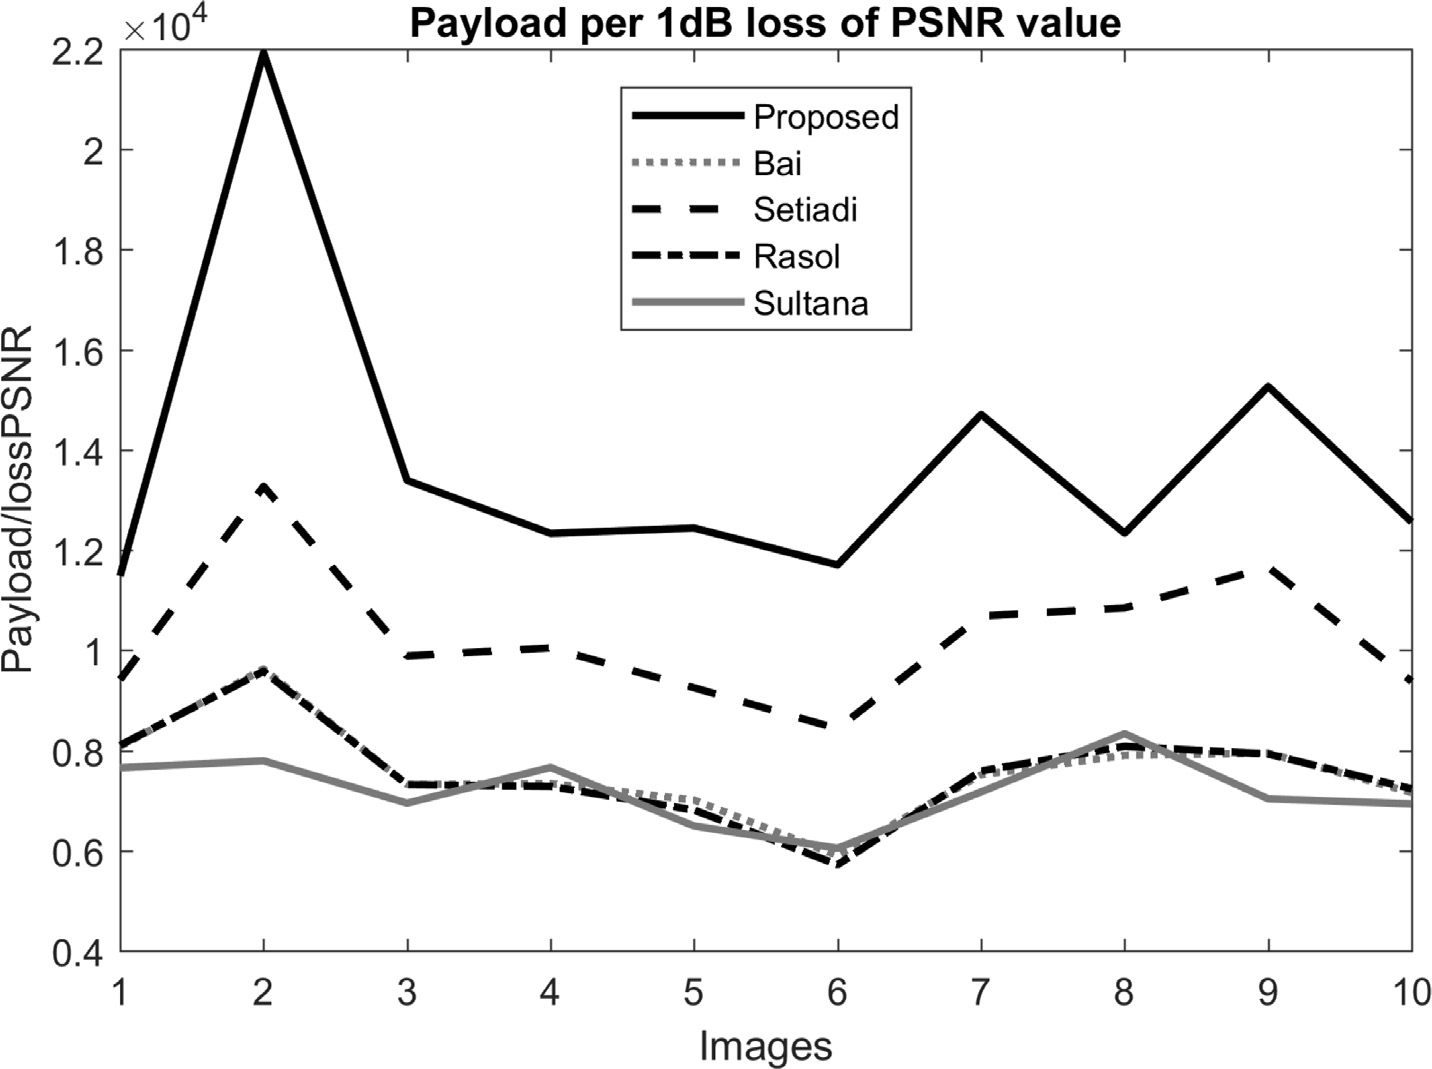 ×10⁴
Payload per 1dB loss of PSNR value
2.2
2
1.8
1.6
1.4
1.2
1
0.8
0.6
0.4
Payload/lossPSNR
Proposed
Bai
Setiadi
Rasol
Sultana
1 2 3 4 5 6 7 8 9 10
Images